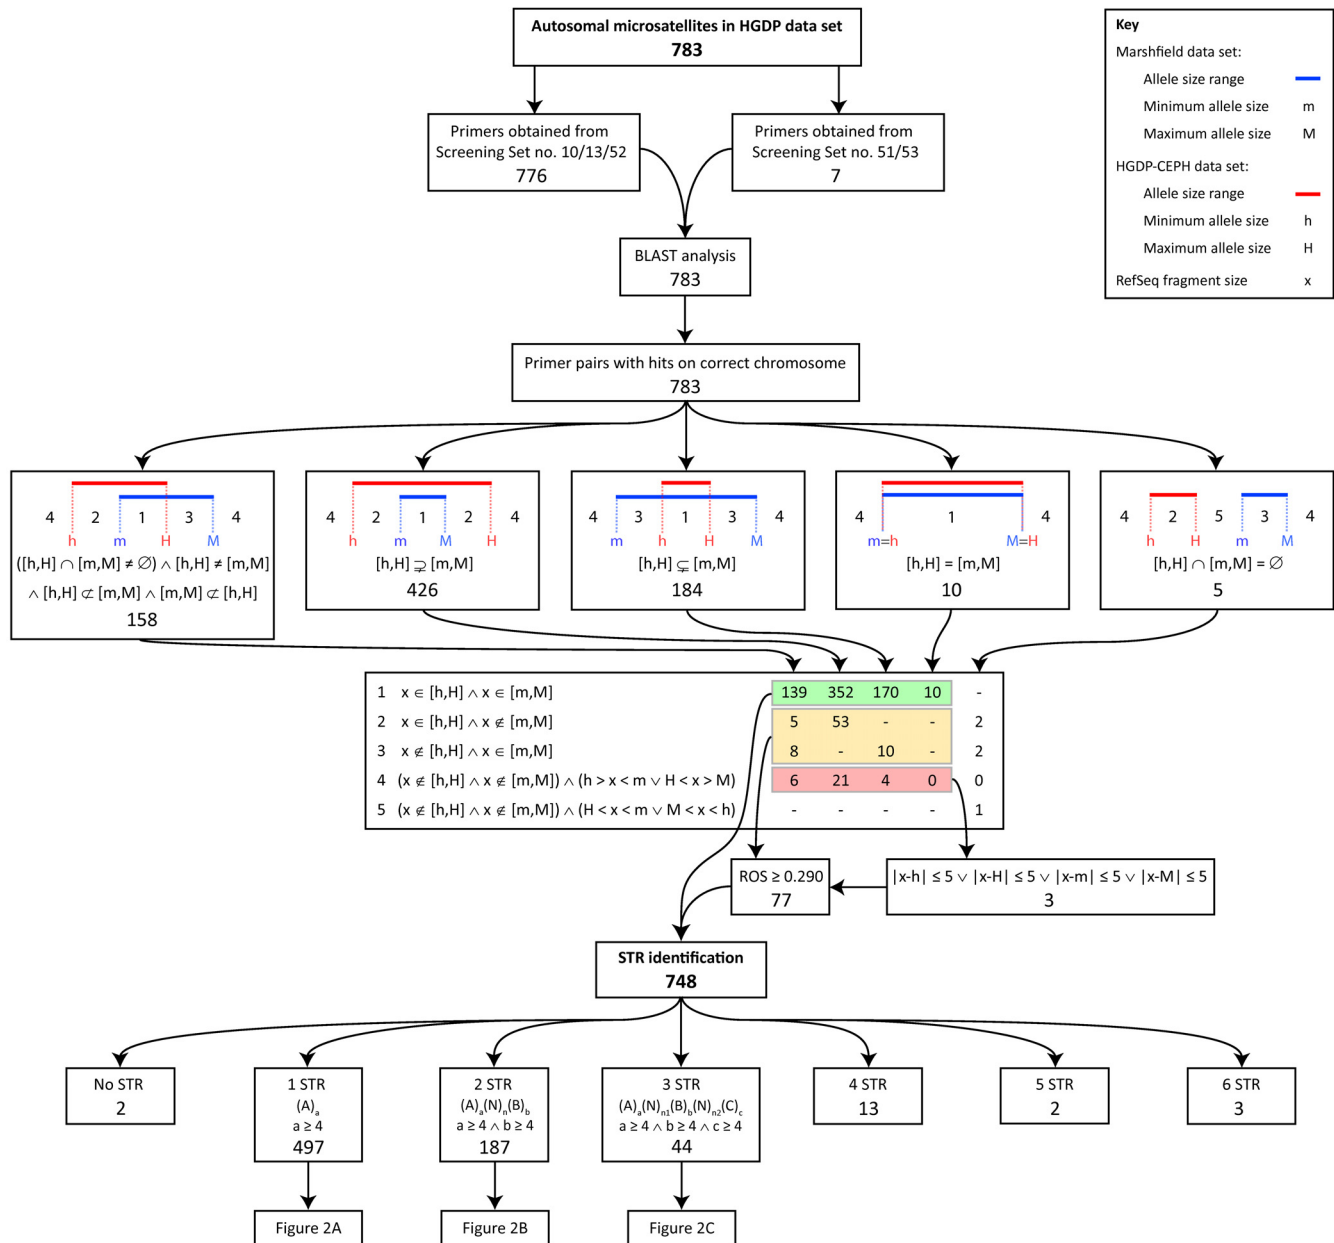 Autosomal microsatellites in HGDP data set
783
Key
Marshfield data set:
Allele size range
Minimum allele size m
Maximum allele size M
HGDP-CEPH data set:
Allele size range
Minimum allele size h
Maximum allele size H
RefSeq fragment size x
Primers obtained from
Screening Set no. 10/13/52
776
Primers obtained from
Screening Set no. 51/53
7
BLAST analysis
783
Primer pairs with hits on correct chromosome
783
4 2 1 3 4
h m H M
([h,H] ∩ [m,M] ≠ ∅) ∧ [h,H] ≠ [m,M]
∧ [h,H] ⊄ [m,M] ∧ [m,M] ⊄ [h,H]
158
4 2 1 2 4
h m M H
[h,H] ⊋ [m,M]
426
4 3 1 3 4
m h H M
[h,H] ⊊ [m,M]
184
4 1 4
m=h M=H
[h,H] = [m,M]
10
4 2 5 3 4
h H m M
[h,H] ∩ [m,M] = ∅
5
1 x ∈ [h,H] ∧ x ∈ [m,M] 139 352 170 10 -
2 x ∈ [h,H] ∧ x ∉ [m,M] 5 53 - - 2
3 x ∉ [h,H] ∧ x ∈ [m,M] 8 - 10 - 2
4 (x ∉ [h,H] ∧ x ∉ [m,M]) ∧ (h > x < m ∨ H < x > M) 6 21 4 0 0
5 (x ∉ [h,H] ∧ x ∉ [m,M]) ∧ (H < x < m ∨ M < x < h) - - - - 1
ROS ≥ 0.290
77
|x-h| ≤ 5 ∨ |x-H| ≤ 5 ∨ |x-m| ≤ 5 ∨ |x-M| ≤ 5
3
STR identification
748
No STR
2
1 STR
(A)a
a ≥ 4
497
2 STR
(A)a(N)n(B)b
a ≥ 4 ∧ b ≥ 4
187
3 STR
(A)a(N)n1(B)b(N)n2(C)c
a ≥ 4 ∧ b ≥ 4 ∧ c ≥ 4
44
4 STR
13
5 STR
2
6 STR
3
Figure 2A
Figure 2B
Figure 2C